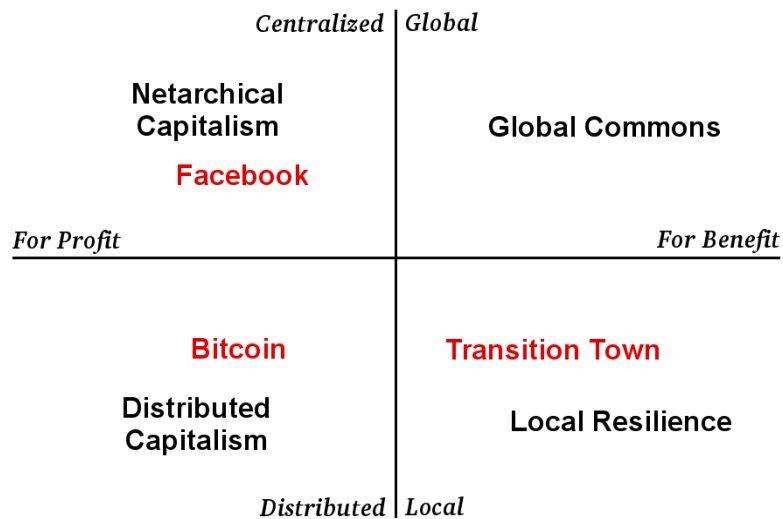 Centralized
Global
Netarchical
Capitalism
Global Commons
Facebook
For Profit
For Benefit
Bitcoin
Transition Town
Distributed
Capitalism
Local Resilience
Distributed
Local